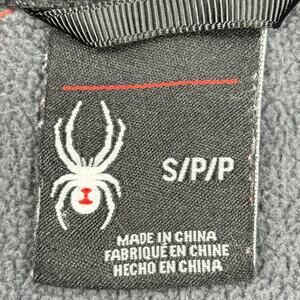 S/P/P
MADE IN CHINA
FABRIQUÉ EN CHINE
HECHO EN CHINA